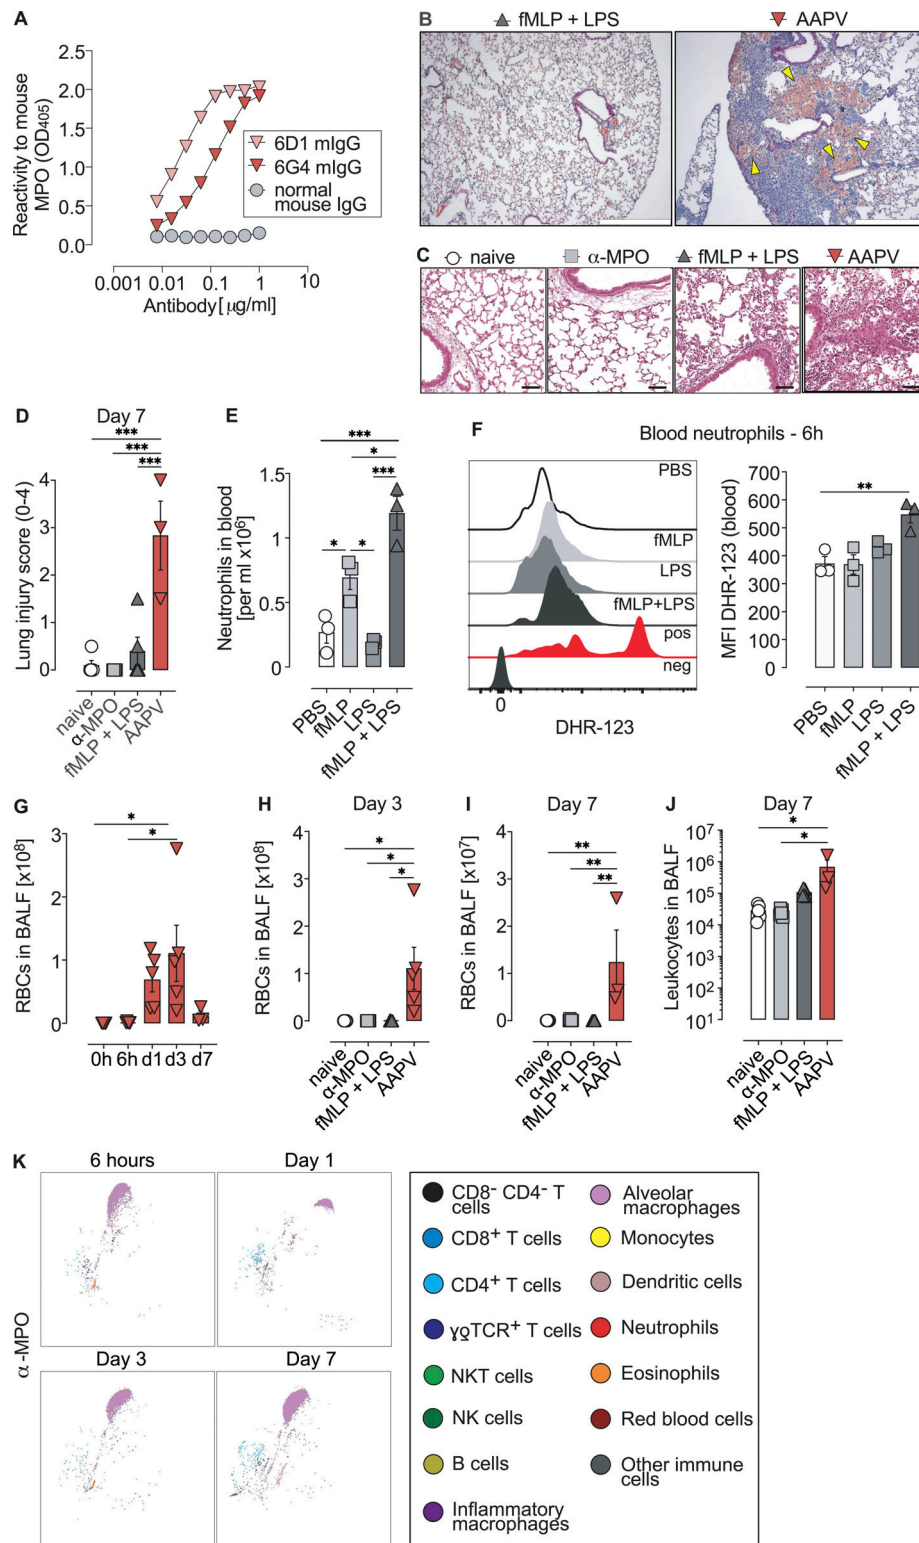 A
Reactivity to mouse
MPO (OD405)
2.5
2.0
1.5
1.0
0.5
0.0
6D1 mIgG
6G4 mIgG
normal
mouse IgG
0.001 0.01 0.1 1 10
Antibody [ µg/ml]
B
fMLP + LPS
AAPV
C
naive
α-MPO
fMLP + LPS
AAPV
D
Day 7
***
***
***
Lung injury score (0-4)
4
3
2
1
0
naive
α-MPO
fMLP + LPS
AAPV
E
***
*
***
* *
Neutrophils in blood
[per ml x10⁶]
1.5
1.0
0.5
0
PBS
fMLP
LPS
fMLP + LPS
F
Blood neutrophils - 6h
PBS
fMLP
LPS
fMLP+LPS
pos
neg
0
DHR-123
**
MFI DHR-123 (blood)
700
600
500
400
300
200
100
0
PBS
fMLP
LPS
fMLP + LPS
G
*
*
RBCs in BALF [x10⁸]
3
2
1
0
0h 6h d1 d3 d7
H
Day 3
*
*
*
RBCs in BALF [x10⁸]
4
3
2
1
0
naive
α-MPO
fMLP + LPS
AAPV
I
Day 7
**
**
**
RBCs in BALF [x10⁷]
4
3
2
1
0
naive
α-MPO
fMLP + LPS
AAPV
J
Day 7
*
*
Leukocytes in BALF
10⁷
10⁶
10⁵
10⁴
10³
10²
10¹
naive
α-MPO
fMLP + LPS
AAPV
K
6 hours
Day 1
Day 3
Day 7
α-MPO
CD8⁻ CD4⁻ T
cells
CD8⁺ T cells
CD4⁺ T cells
γϱTCR⁺ T cells
NKT cells
NK cells
B cells
Inflammatory
macrophages
Alveolar
macrophages
Monocytes
Dendritic cells
Neutrophils
Eosinophils
Red blood cells
Other immune
cells